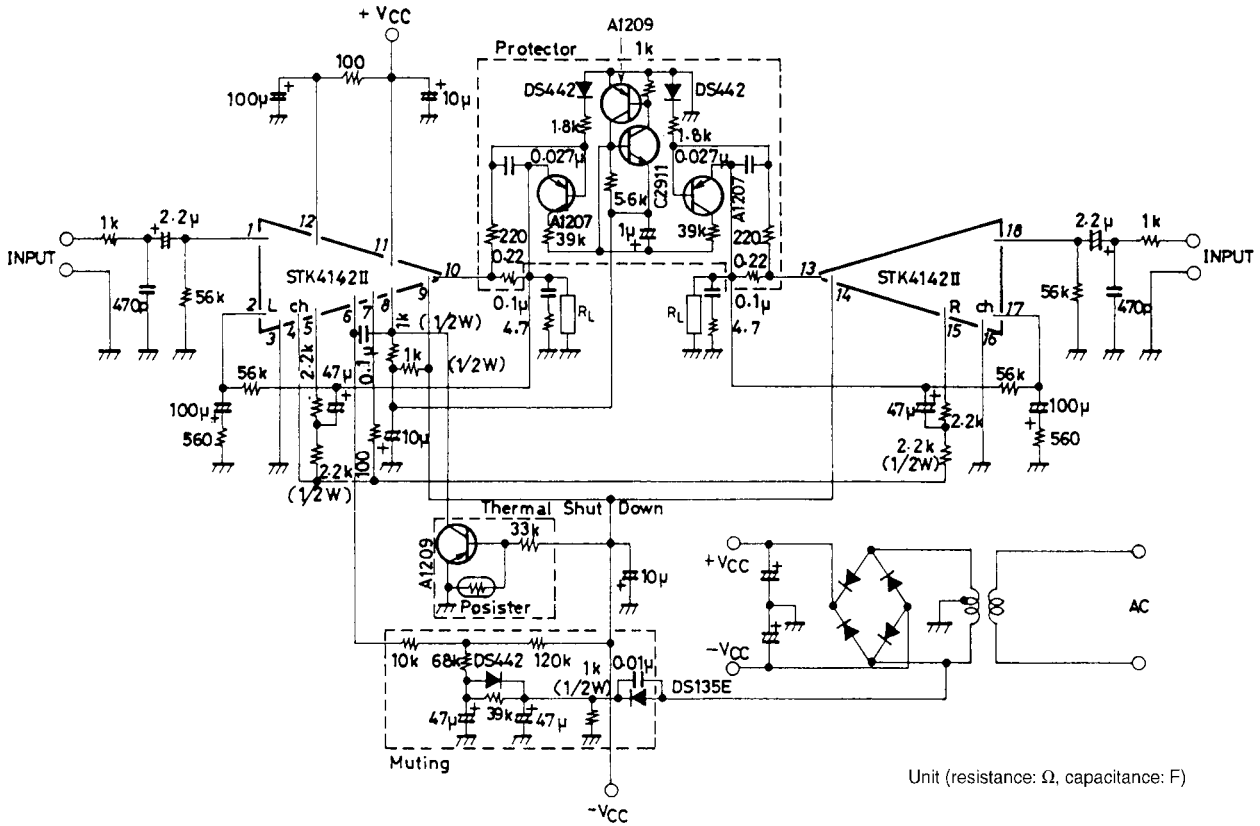 + VCC
A1209
Protector
1k
100
100µ
+
10µ
+
DS442
DS442
1.8k
1.8k
0.027µ
0.027µ
C2911
5.6k
A1207
A1207
39k
39k
1µ
+
220
220
0.22
0.22
INPUT
1k
2.2µ
+
470p
56k
1
12
11
STK4142Ⅱ
10
9
2
L
ch
3
4
5
6
7
8
1k
(1/2W)
0.1µ
4.7
RL
RL
0.1µ
4.7
13
14
STK4142Ⅱ
18
R
ch
17
15
16
2.2µ
+
1k
INPUT
56k
470p
2.2k
47µ
+
0.1µ
1k
(1/2W)
56k
100µ
+
560
2.2k
(1/2W)
100
10µ
+
47µ
+
2.2k
56k
100µ
+
560
2.2k
(1/2W)
Thermal Shut Down
33k
A1209
Posister
10µ
+
+VCC
+
+
−VCC
AC
10k
68k
DS442
120k
1k
(1/2W)
0.01µ
DS135E
47µ
+
39k
47µ
+
Muting
−VCC
Unit (resistance: Ω, capacitance: F)